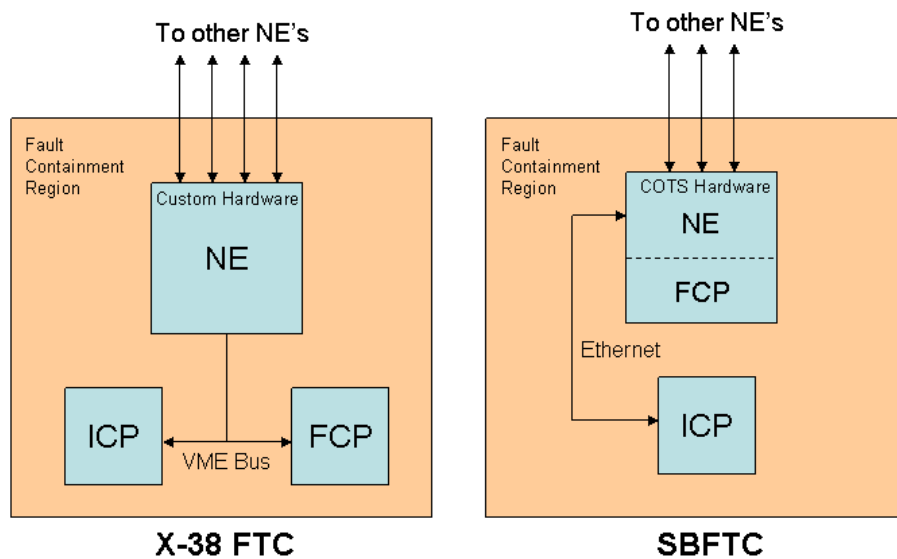 To other NE's
Fault
Containment
Region
Custom Hardware
NE
ICP
FCP
VME Bus
X-38 FTC
To other NE's
Fault
Containment
Region
COTS Hardware
NE
FCP
Ethernet
ICP
SBFTC